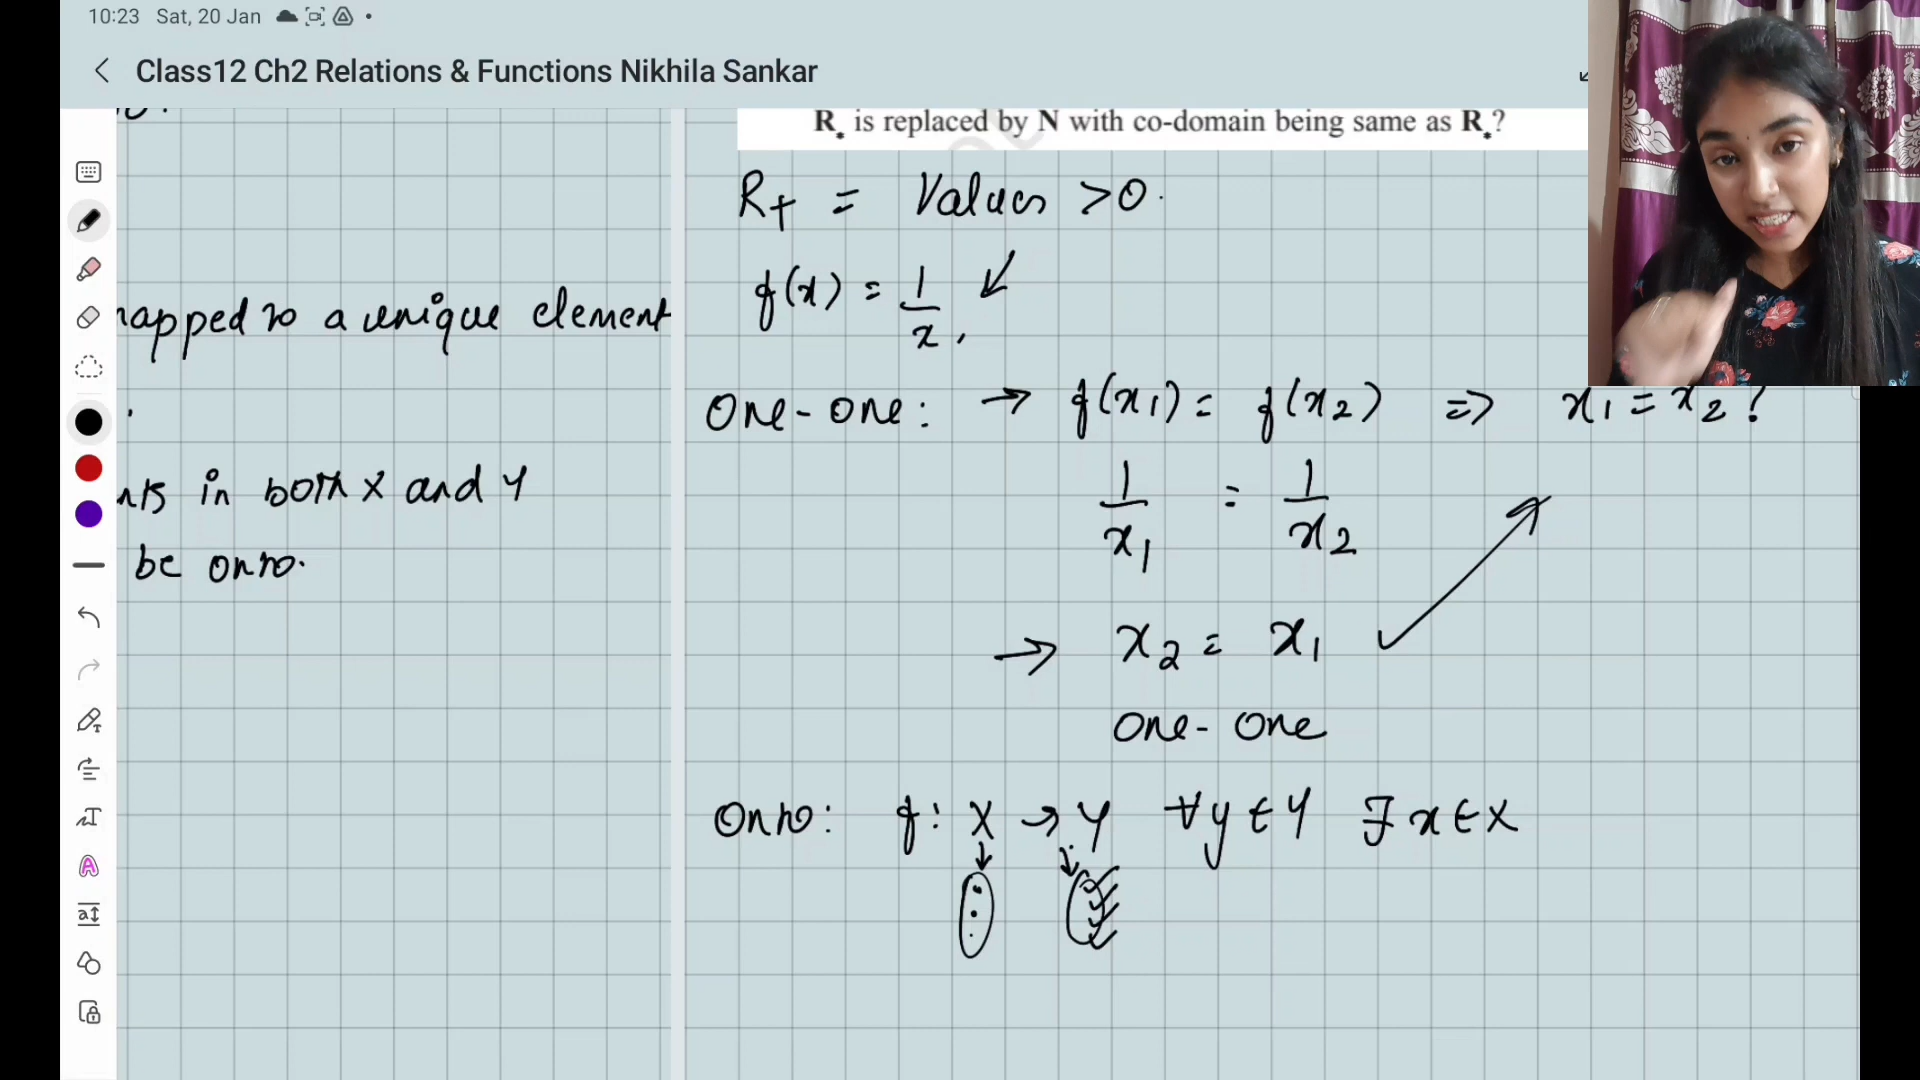 10:23 Sat, 20 Jan
Class12 Ch2 Relations & Functions Nikhila Sankar
mapped to a unique element
in both X and Y
be onto.
R* is replaced by N with co-domain being same as R*?
R+ = Values >0.
f(x) = 1/x,
One-one: → f(x1) = f(x2) => x1 = x2 ?
1/x1 = 1/x2
→ x2 = x1
One-One
Onto: f: X → Y ∀y ∈ Y ∃ x ∈ X